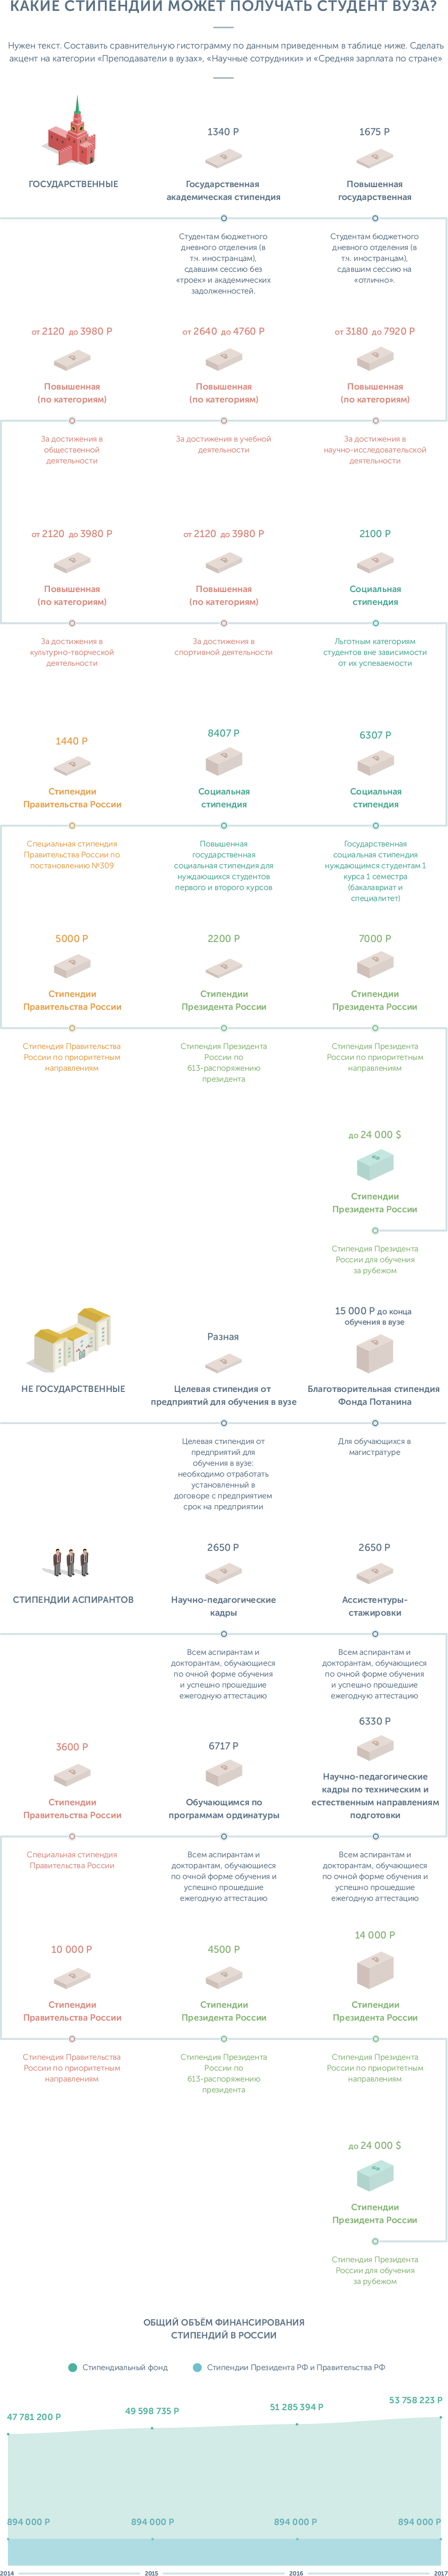 КАКИЕ СТИПЕНДИИ МОЖЕТ ПОЛУЧАТЬ СТУДЕНТ ВУЗА?
Нужен текст. Составить сравнительную гистограмму по данным приведенным в таблице ниже. Сделать
акцент на категории «Преподаватели в вузах», «Научные сотрудники» и «Средняя зарплата по стране»
ГОСУДАРСТВЕННЫЕ
1340 Р
Государственная
академическая стипендия
Студентам бюджетного
дневного отделения (в
т.ч. иностранцам),
сдавшим сессию без
«троек» и академических
задолженностей.
1675 Р
Повышенная
государственная
Студентам бюджетного
дневного отделения (в
т.ч. иностранцам),
сдавшим сессию на
«отлично».
от 2120 до 3980 Р
Повышенная
(по категориям)
За достижения в
общественной
деятельности
от 2640 до 4760 Р
Повышенная
(по категориям)
За достижения в учебной
деятельности
от 3180 до 7920 Р
Повышенная
(по категориям)
За достижения в
научно-исследовательской
деятельности
от 2120 до 3980 Р
Повышенная
(по категориям)
За достижения в
культурно-творческой
деятельности
от 2120 до 3980 Р
Повышенная
(по категориям)
За достижения в
спортивной деятельности
2100 Р
Социальная
стипендия
Льготным категориям
студентов вне зависимости
от их успеваемости
1440 Р
Стипендии
Правительства России
Специальная стипендия
Правительства России по
постановлению №309
8407 Р
Социальная
стипендия
Повышенная
государственная
социальная стипендия для
нуждающихся студентов
первого и второго курсов
6307 Р
Социальная
стипендия
Государственная
социальная стипендия
нуждающимся студентам 1
курса 1 семестра
(бакалавриат и
специалитет)
5000 Р
Стипендии
Правительства России
Стипендия Правительства
России по приоритетным
направлениям
2200 Р
Стипендии
Президента России
Стипендия Президента
России по
613-распоряжению
президента
7000 Р
Стипендии
Президента России
Стипендия Президента
России по приоритетным
направлениям
до 24 000 $
Стипендии
Президента России
Стипендия Президента
России для обучения
за рубежом
НЕ ГОСУДАРСТВЕННЫЕ
Разная
Целевая стипендия от
предприятий для обучения в вузе
Целевая стипендия от
предприятий для
обучения в вузе:
необходимо отработать
установленный в
договоре с предприятием
срок на предприятии
15 000 Р до конца
обучения в вузе
Благотворительная стипендия
Фонда Потанина
Для обучающихся в
магистратуре
СТИПЕНДИИ АСПИРАНТОВ
2650 Р
Научно-педагогические
кадры
Всем аспирантам и
докторантам, обучающиеся
по очной форме обучения
и успешно прошедшие
ежегодную аттестацию
2650 Р
Ассистентуры-
стажировки
Всем аспирантам и
докторантам, обучающиеся
по очной форме обучения
и успешно прошедшие
ежегодную аттестацию
3600 Р
Стипендии
Правительства России
Специальная стипендия
Правительства России
6717 Р
Обучающимся по
программам ординатуры
Всем аспирантам и
докторантам, обучающиеся
по очной форме обучения и
успешно прошедшие
ежегодную аттестацию
6330 Р
Научно-педагогические
кадры по техническим и
естественным направлениям
подготовки
Всем аспирантам и
докторантам, обучающиеся
по очной форме обучения и
успешно прошедшие
ежегодную аттестацию
10 000 Р
Стипендии
Правительства России
Стипендия Правительства
России по приоритетным
направлениям
4500 Р
Стипендии
Президента России
Стипендия Президента
России по
613-распоряжению
президента
14 000 Р
Стипендии
Президента России
Стипендия Президента
России по приоритетным
направлениям
до 24 000 $
Стипендии
Президента России
Стипендия Президента
России для обучения
за рубежом
ОБЩИЙ ОБЪЁМ ФИНАНСИРОВАНИЯ
СТИПЕНДИЙ В РОССИИ
Стипендиальный фонд
Стипендии Президента РФ и Правительства РФ
47 781 200 Р
49 598 735 Р
51 285 394 Р
53 758 223 Р
894 000 Р
894 000 Р
894 000 Р
894 000 Р
2014
2015
2016
2017